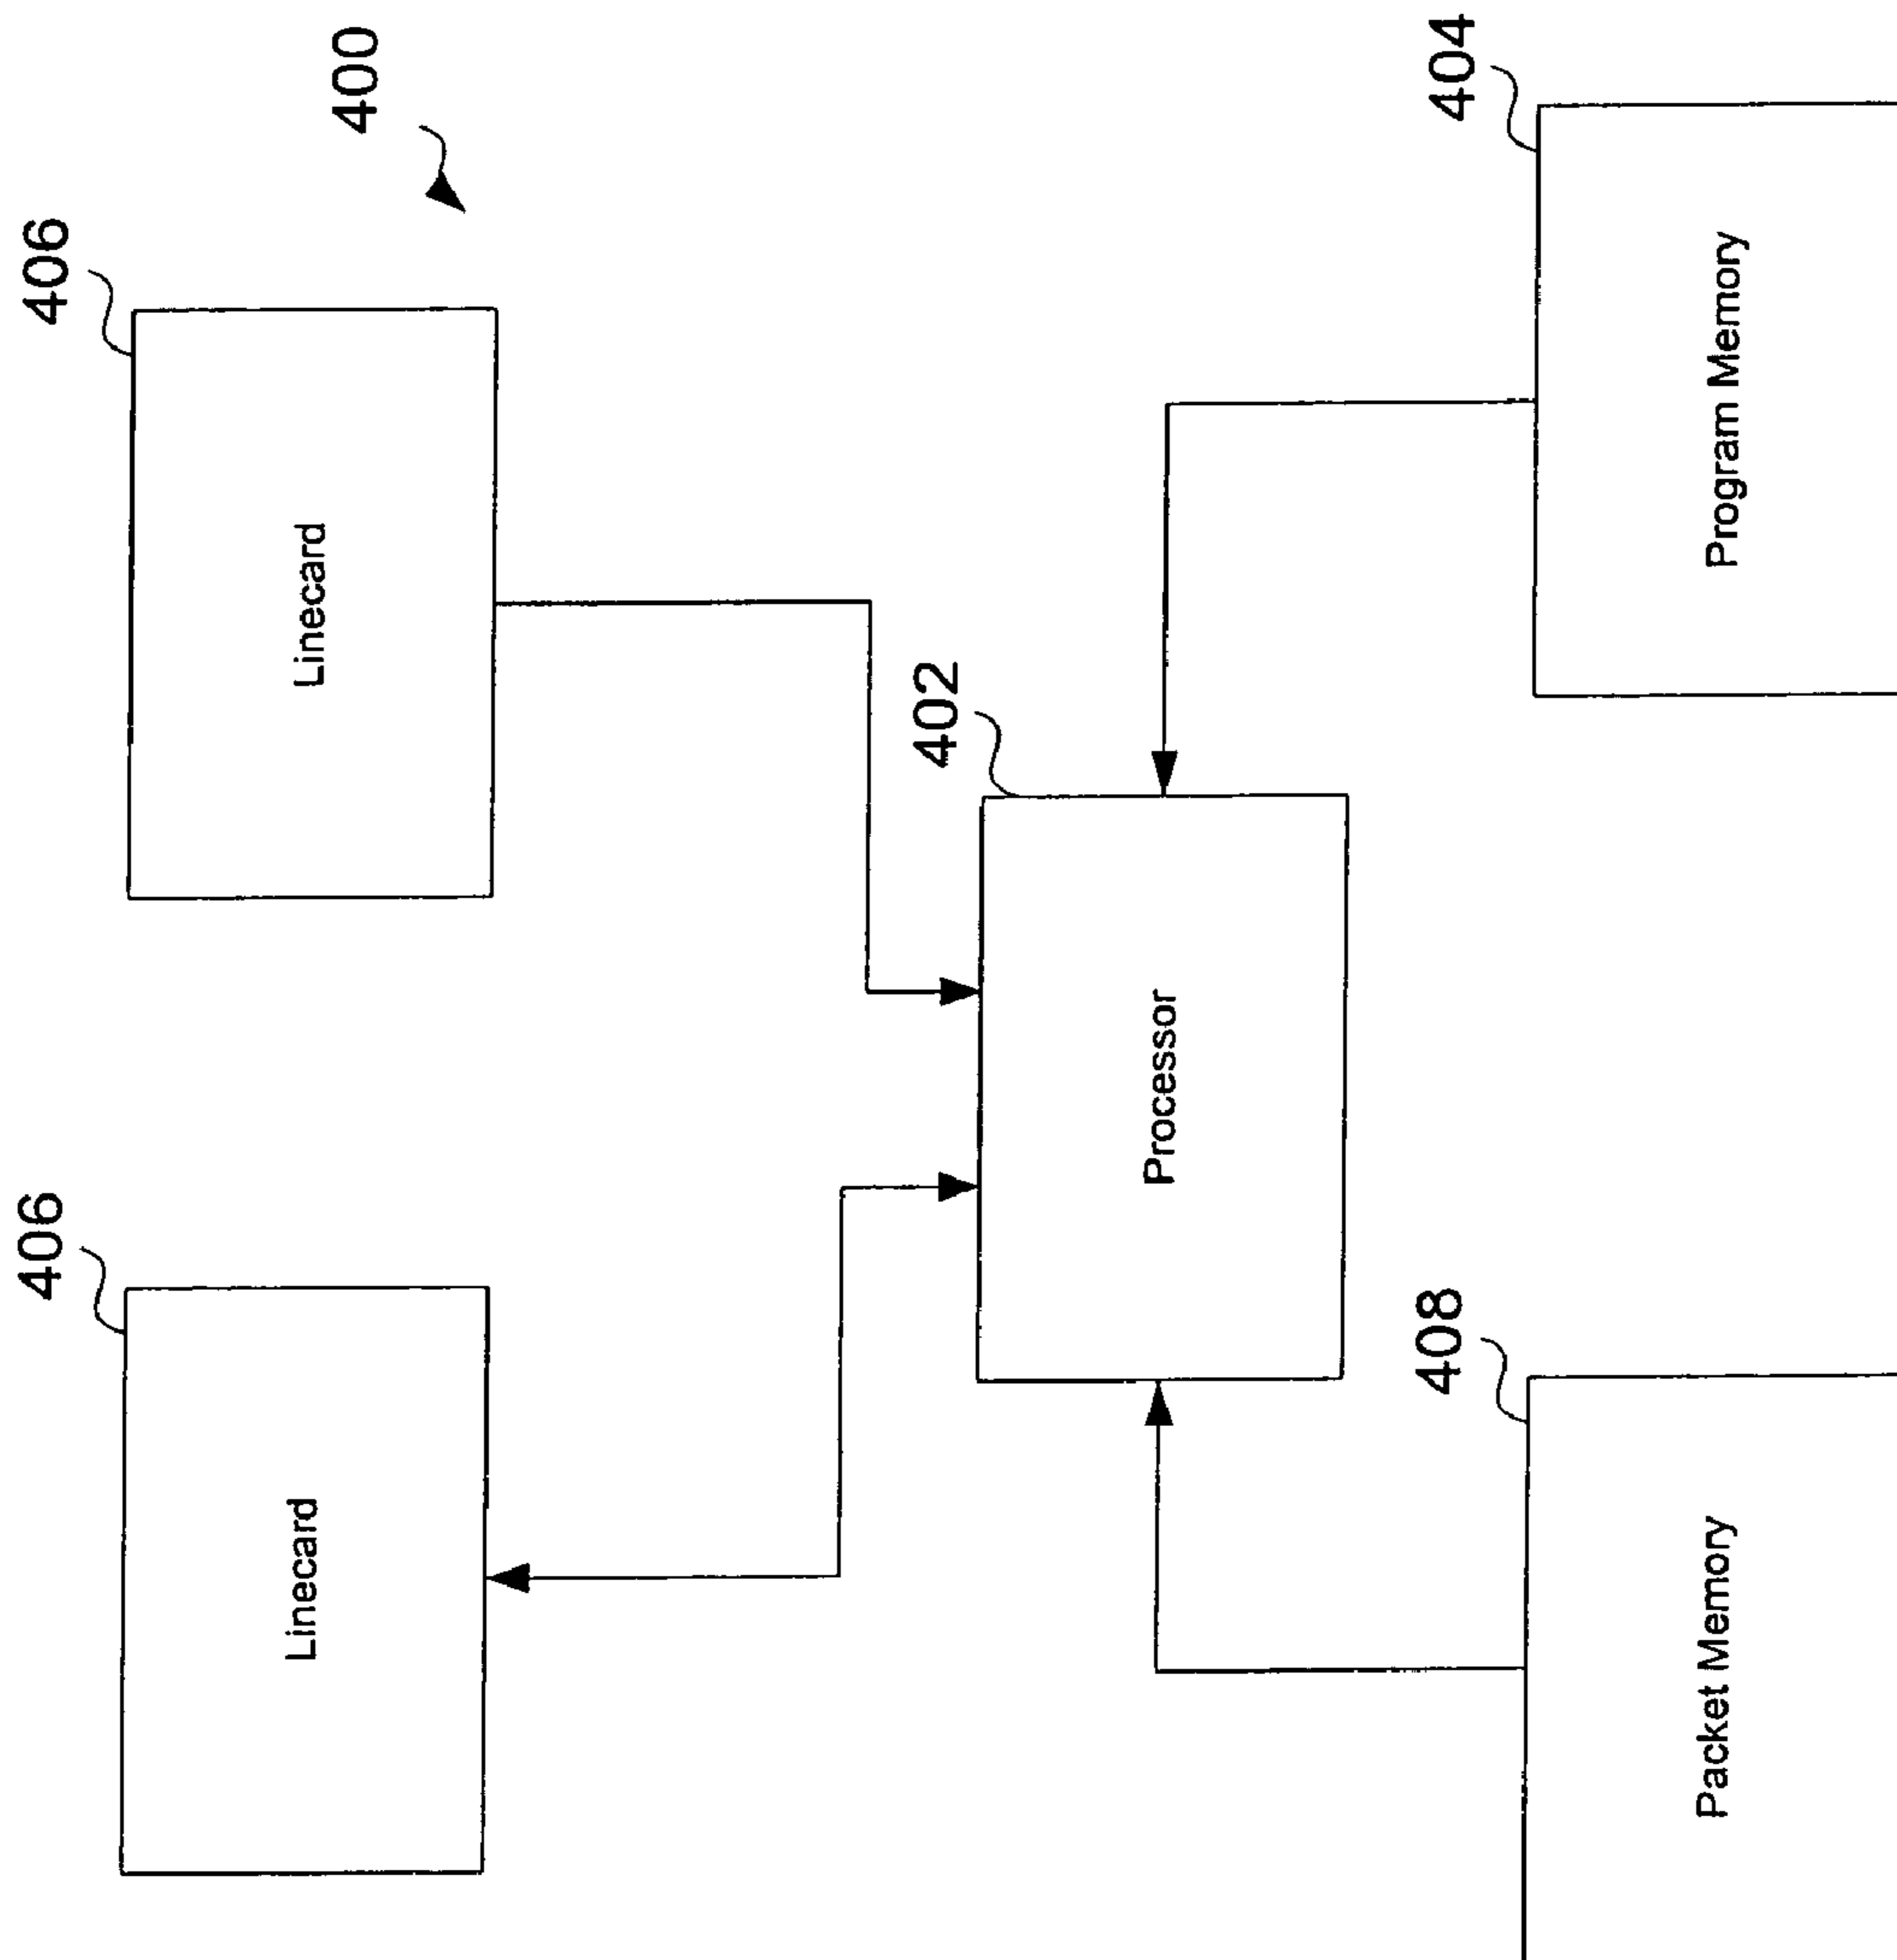 400
406
Linecard
406
Linecard
402
Processor
404
Program Memory
408
Packet Memory